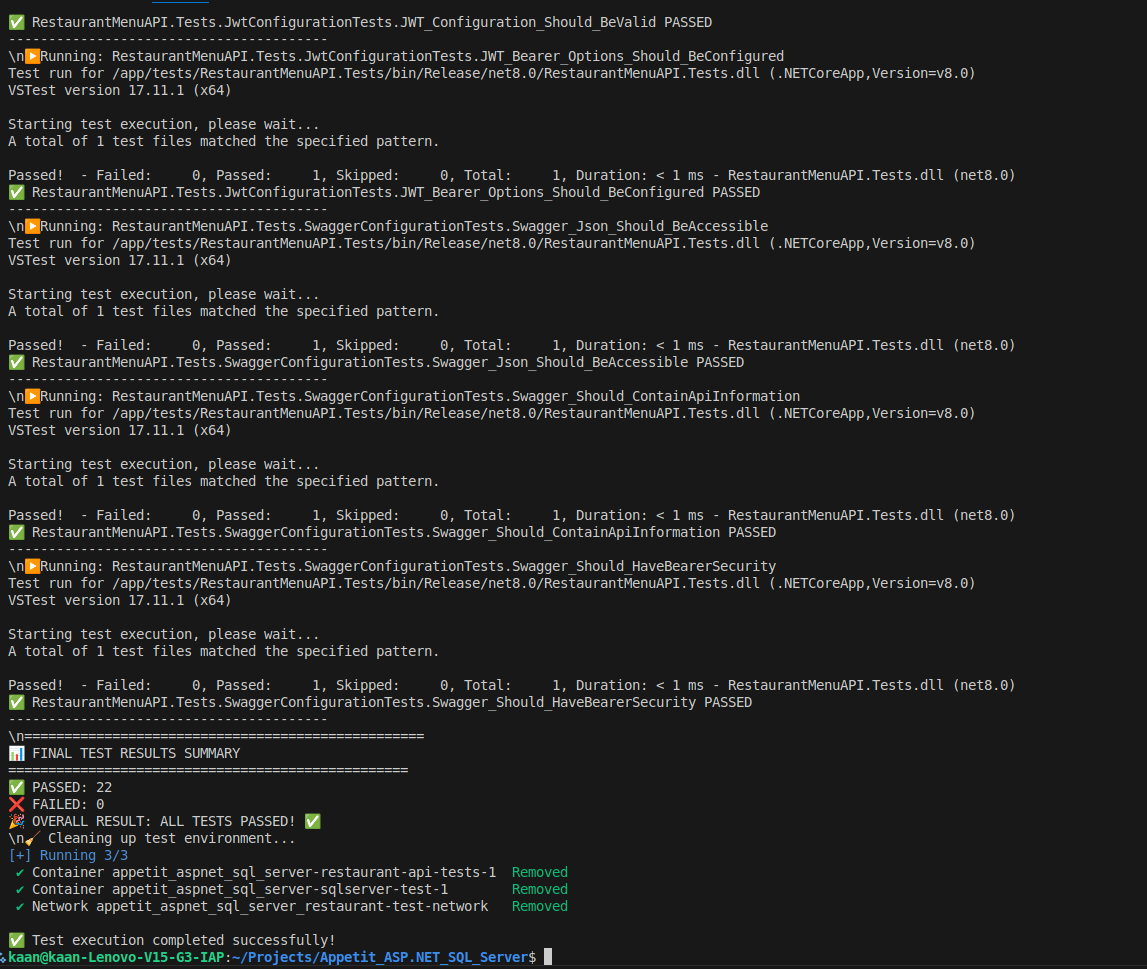 ✅ RestaurantMenuAPI.Tests.JwtConfigurationTests.JWT_Configuration_Should_BeValid PASSED
----------------------------------------
\n▶️Running: RestaurantMenuAPI.Tests.JwtConfigurationTests.JWT_Bearer_Options_Should_BeConfigured
Test run for /app/tests/RestaurantMenuAPI.Tests/bin/Release/net8.0/RestaurantMenuAPI.Tests.dll (.NETCoreApp,Version=v8.0)
VSTest version 17.11.1 (x64)

Starting test execution, please wait...
A total of 1 test files matched the specified pattern.

Passed!  - Failed:     0, Passed:     1, Skipped:     0, Total:     1, Duration: < 1 ms - RestaurantMenuAPI.Tests.dll (net8.0)
✅ RestaurantMenuAPI.Tests.JwtConfigurationTests.JWT_Bearer_Options_Should_BeConfigured PASSED
----------------------------------------
\n▶️Running: RestaurantMenuAPI.Tests.SwaggerConfigurationTests.Swagger_Json_Should_BeAccessible
Test run for /app/tests/RestaurantMenuAPI.Tests/bin/Release/net8.0/RestaurantMenuAPI.Tests.dll (.NETCoreApp,Version=v8.0)
VSTest version 17.11.1 (x64)

Starting test execution, please wait...
A total of 1 test files matched the specified pattern.

Passed!  - Failed:     0, Passed:     1, Skipped:     0, Total:     1, Duration: < 1 ms - RestaurantMenuAPI.Tests.dll (net8.0)
✅ RestaurantMenuAPI.Tests.SwaggerConfigurationTests.Swagger_Json_Should_BeAccessible PASSED
----------------------------------------
\n▶️Running: RestaurantMenuAPI.Tests.SwaggerConfigurationTests.Swagger_Should_ContainApiInformation
Test run for /app/tests/RestaurantMenuAPI.Tests/bin/Release/net8.0/RestaurantMenuAPI.Tests.dll (.NETCoreApp,Version=v8.0)
VSTest version 17.11.1 (x64)

Starting test execution, please wait...
A total of 1 test files matched the specified pattern.

Passed!  - Failed:     0, Passed:     1, Skipped:     0, Total:     1, Duration: < 1 ms - RestaurantMenuAPI.Tests.dll (net8.0)
✅ RestaurantMenuAPI.Tests.SwaggerConfigurationTests.Swagger_Should_ContainApiInformation PASSED
----------------------------------------
\n▶️Running: RestaurantMenuAPI.Tests.SwaggerConfigurationTests.Swagger_Should_HaveBearerSecurity
Test run for /app/tests/RestaurantMenuAPI.Tests/bin/Release/net8.0/RestaurantMenuAPI.Tests.dll (.NETCoreApp,Version=v8.0)
VSTest version 17.11.1 (x64)

Starting test execution, please wait...
A total of 1 test files matched the specified pattern.

Passed!  - Failed:     0, Passed:     1, Skipped:     0, Total:     1, Duration: < 1 ms - RestaurantMenuAPI.Tests.dll (net8.0)
✅ RestaurantMenuAPI.Tests.SwaggerConfigurationTests.Swagger_Should_HaveBearerSecurity PASSED
----------------------------------------
\n==================================================
📊 FINAL TEST RESULTS SUMMARY
==================================================
✅ PASSED: 22
❌ FAILED: 0
🎉 OVERALL RESULT: ALL TESTS PASSED! ✅
\n🧹 Cleaning up test environment...
[+] Running 3/3
 ✔ Container appetit_aspnet_sql_server-restaurant-api-tests-1  Removed
 ✔ Container appetit_aspnet_sql_server-sqlserver-test-1        Removed
 ✔ Network appetit_aspnet_sql_server_restaurant-test-network   Removed

✅ Test execution completed successfully!
kaan@kaan-Lenovo-V15-G3-IAP:~/Projects/Appetit_ASP.NET_SQL_Server$